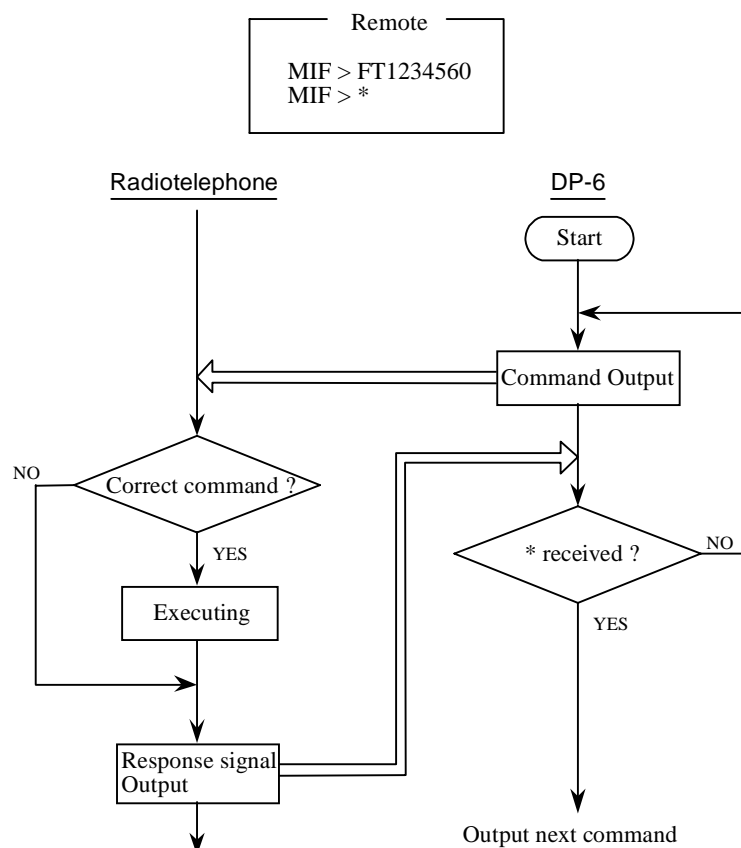 Remote
MIF > FT1234560
MIF > *
Radiotelephone
DP-6
Start
Command Output
Correct command ?
NO
YES
* received ?
NO
YES
Executing
Response signal
Output
Output next command